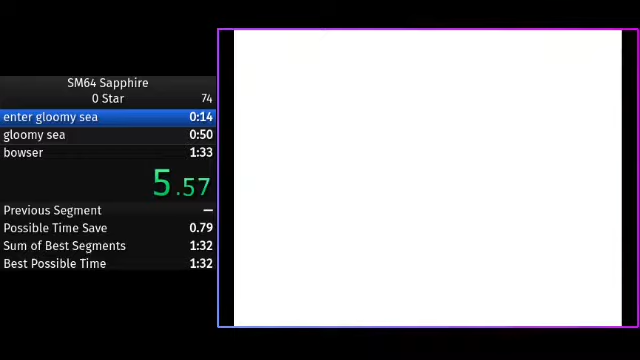 SM64 Sapphire
0 Star 74
enter gloomy sea 0:14
gloomy sea 0:50
bowser 1:33
5.57
Previous Segment —
Possible Time Save 0.79
Sum of Best Segments 1:32
Best Possible Time 1:32